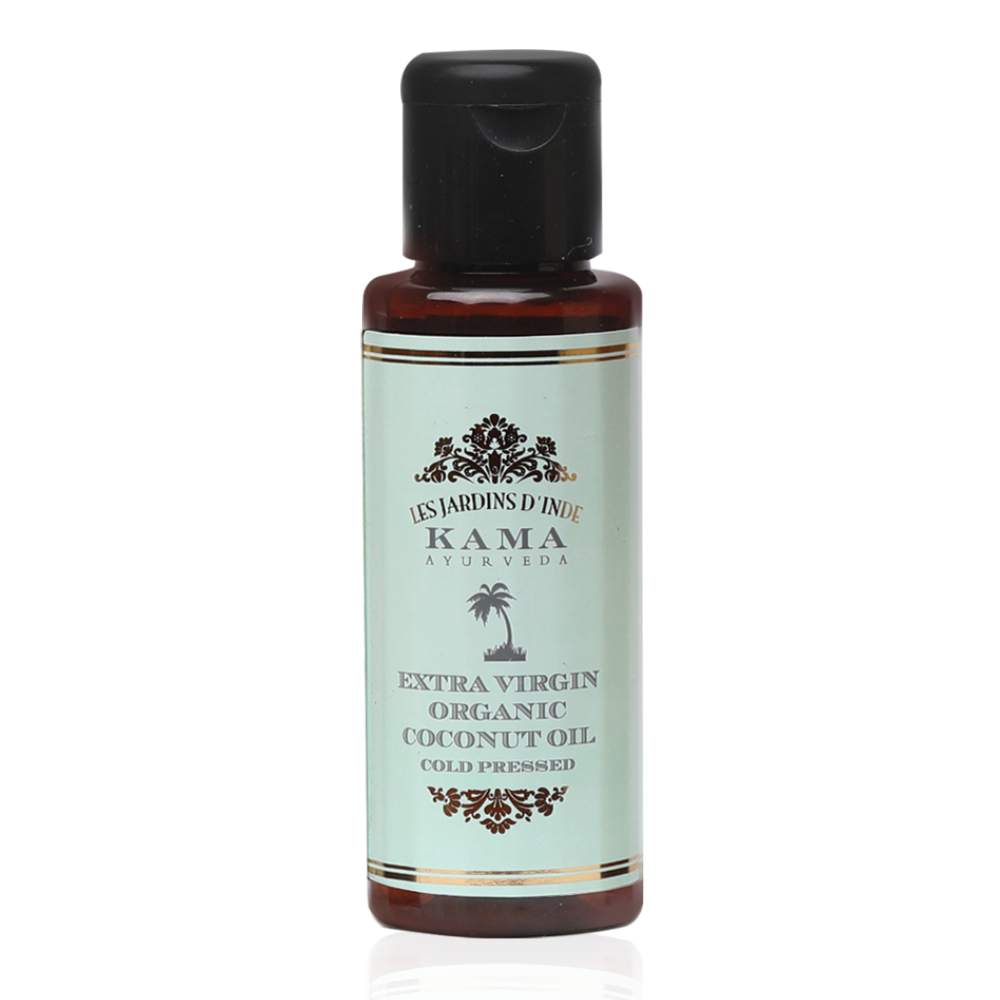 LES JARDINS D'INDE
KAMA
AYURVEDA
EXTRA VIRGIN
ORGANIC
COCONUT OIL
COLD PRESSED